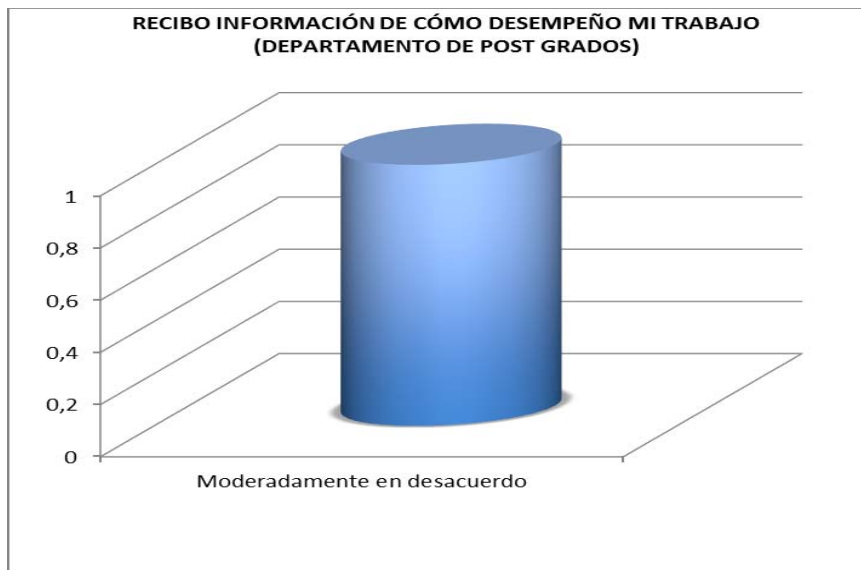 RECIBO INFORMACIÓN DE CÓMO DESEMPEÑO MI TRABAJO
(DEPARTAMENTO DE POST GRADOS)
1
0,8
0,6
0,4
0,2
0
Moderadamente en desacuerdo